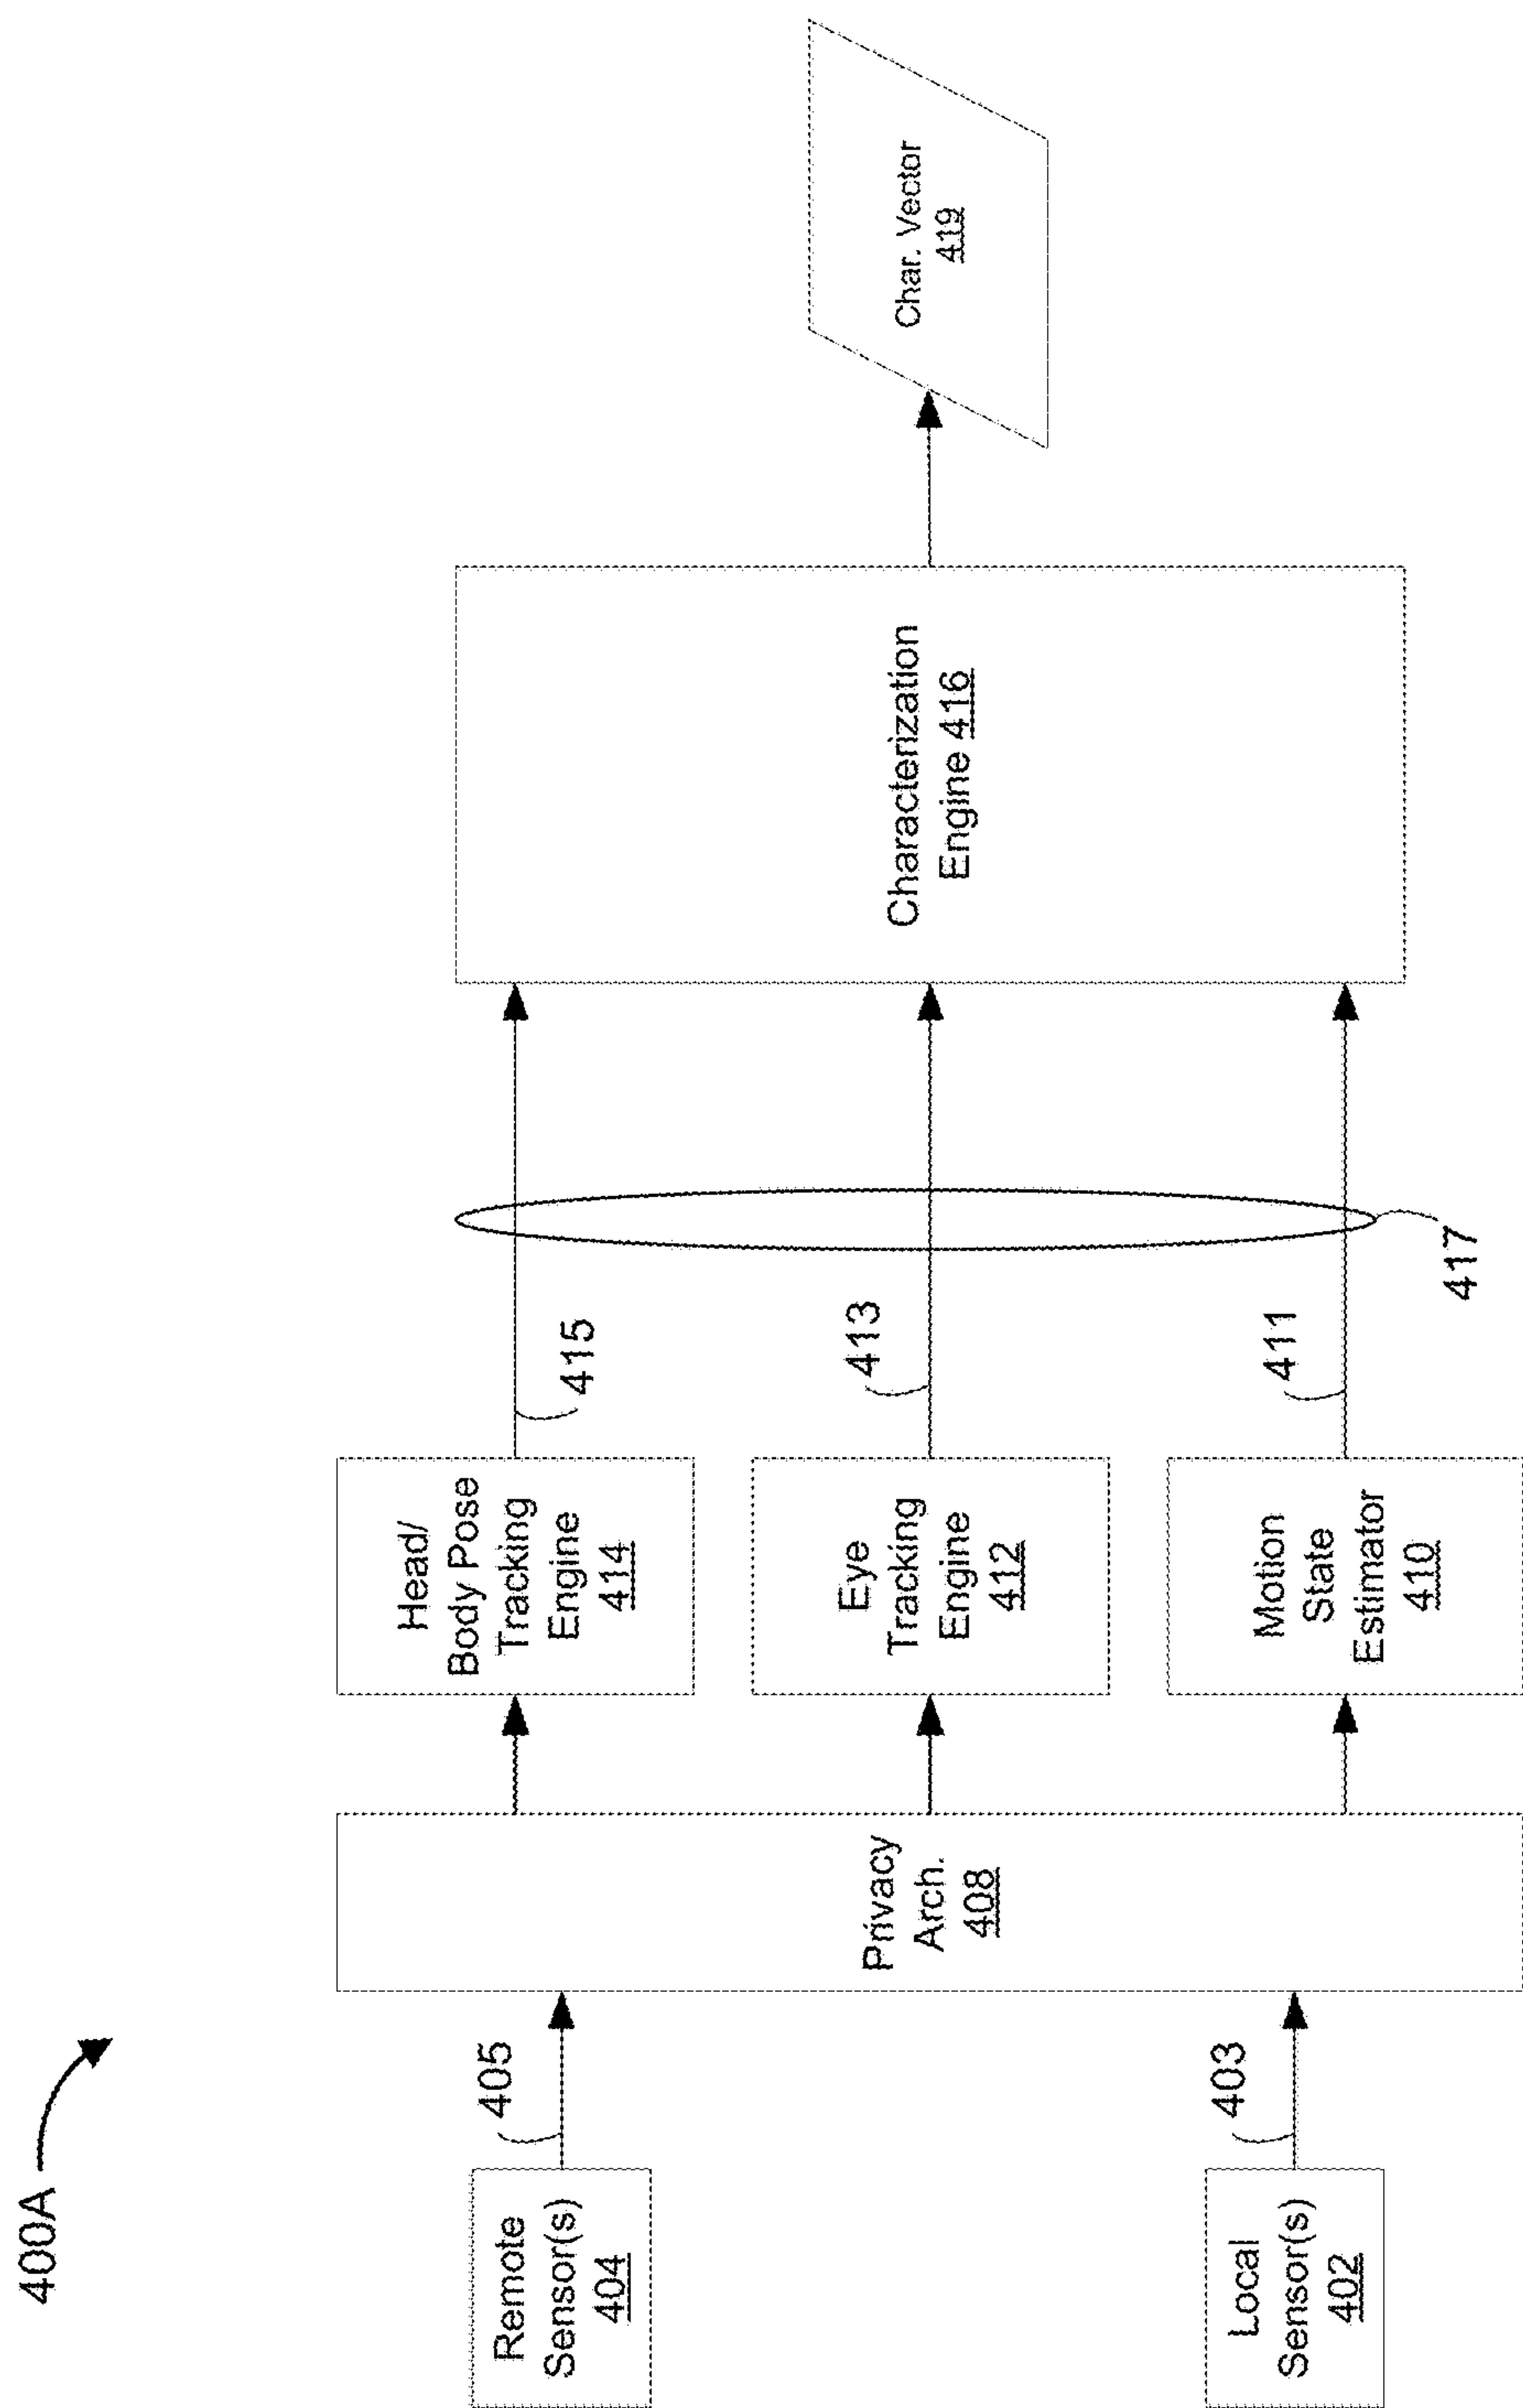 400A
Remote
Sensor(s)
404
405
Local
Sensor(s)
402
403
Privacy
Arch.
408
Head/
Body Pose
Tracking
Engine
414
415
Eye
Tracking
Engine
412
413
Motion
State
Estimator
410
411
417
Characterization
Engine 416
Char. Vector
419